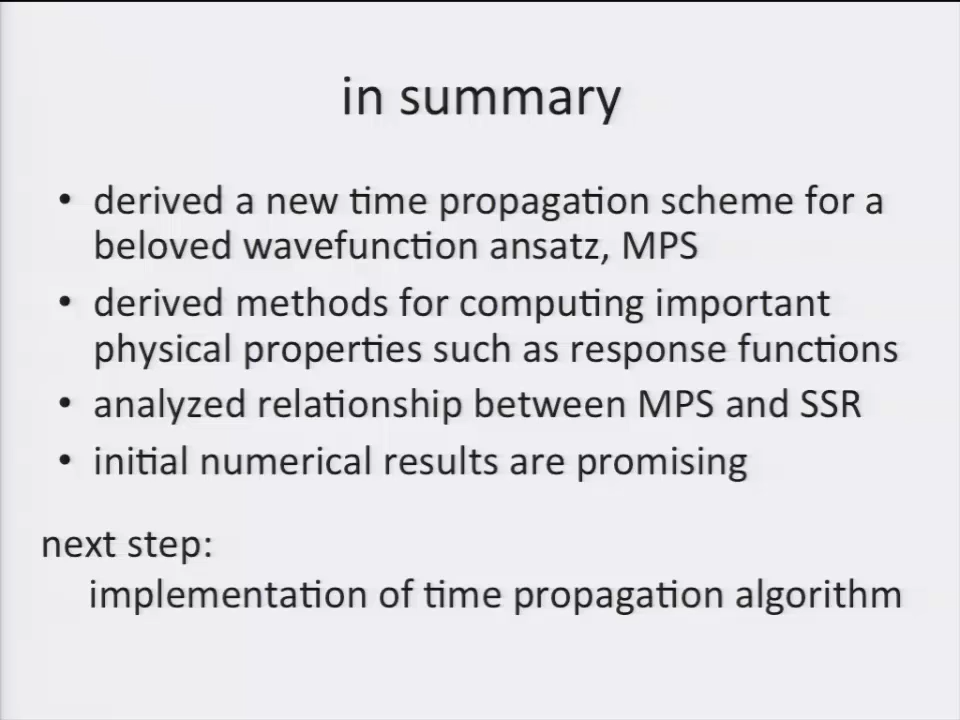 in summary
• derived a new time propagation scheme for a
beloved wavefunction ansatz, MPS
• derived methods for computing important
physical properties such as response functions
• analyzed relationship between MPS and SSR
• initial numerical results are promising
next step:
implementation of time propagation algorithm